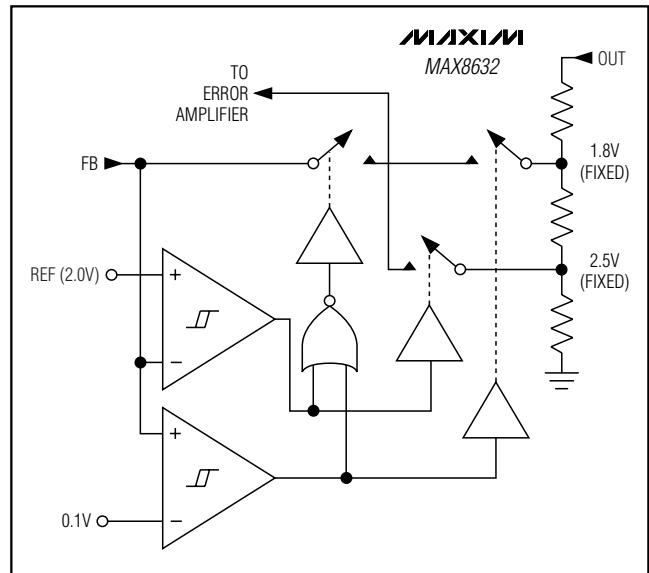 MAXIM
MAX8632
OUT
TO
ERROR
AMPLIFIER
FB
1.8V
(FIXED)
REF (2.0V)
2.5V
(FIXED)
+
−
+
−
0.1V